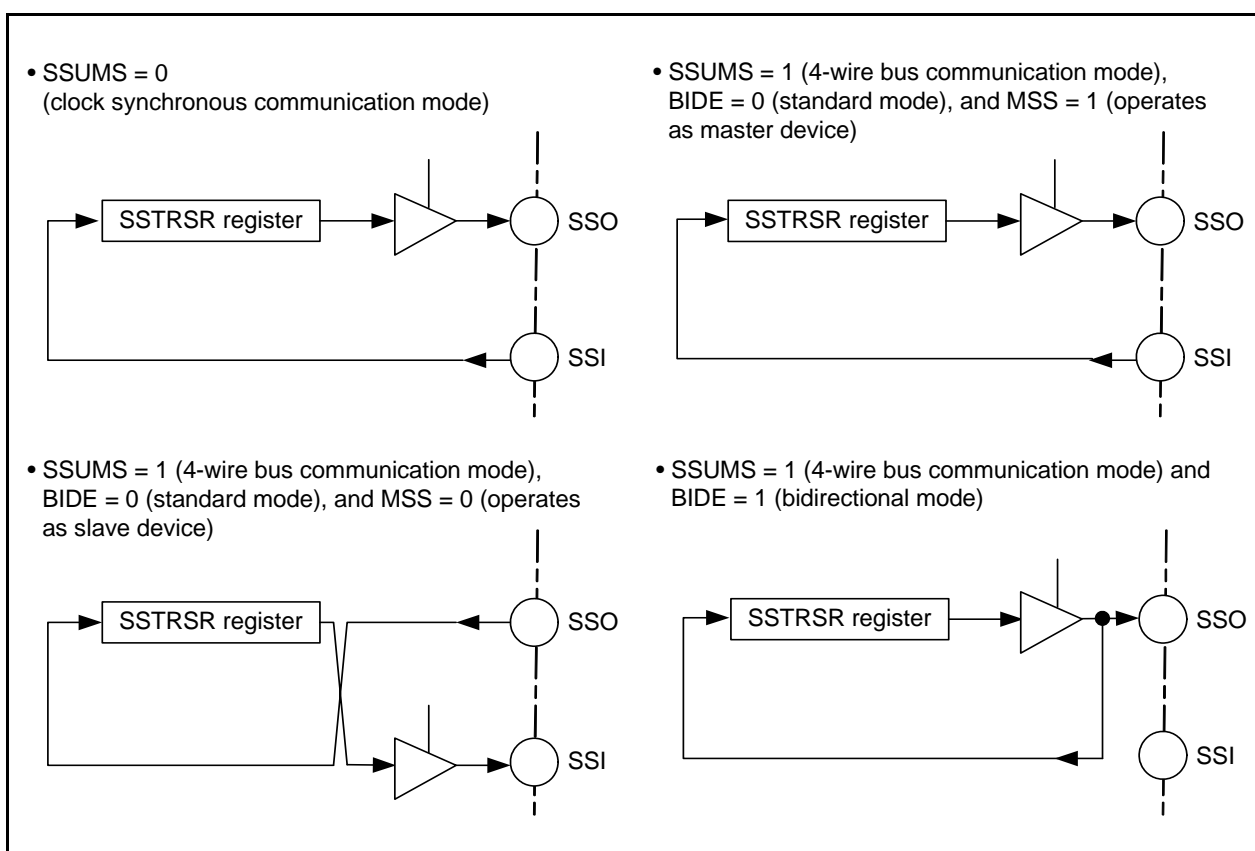 • SSUMS = 0
(clock synchronous communication mode)
SSTRSR register
SSO
SSI
• SSUMS = 1 (4-wire bus communication mode),
BIDE = 0 (standard mode), and MSS = 1 (operates
as master device)
SSTRSR register
SSO
SSI
• SSUMS = 1 (4-wire bus communication mode),
BIDE = 0 (standard mode), and MSS = 0 (operates
as slave device)
SSTRSR register
SSO
SSI
• SSUMS = 1 (4-wire bus communication mode) and
BIDE = 1 (bidirectional mode)
SSTRSR register
SSO
SSI